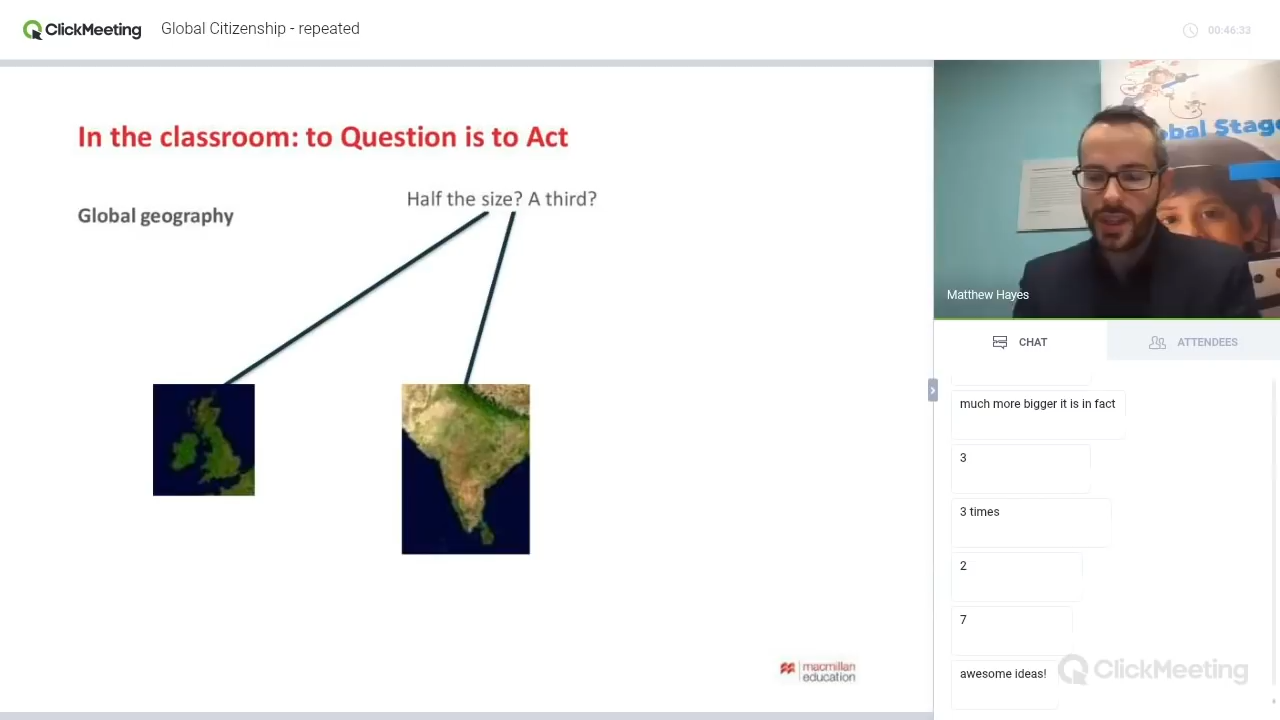 ClickMeeting
Global Citizenship - repeated
00:46:33
In the classroom: to Question is to Act
Half the size? A third?
Global geography
macmillan
education
bal Stage
Matthew Hayes
CHAT
ATTENDEES
much more bigger it is in fact
3
3 times
2
7
awesome ideas!
ClickMeeting